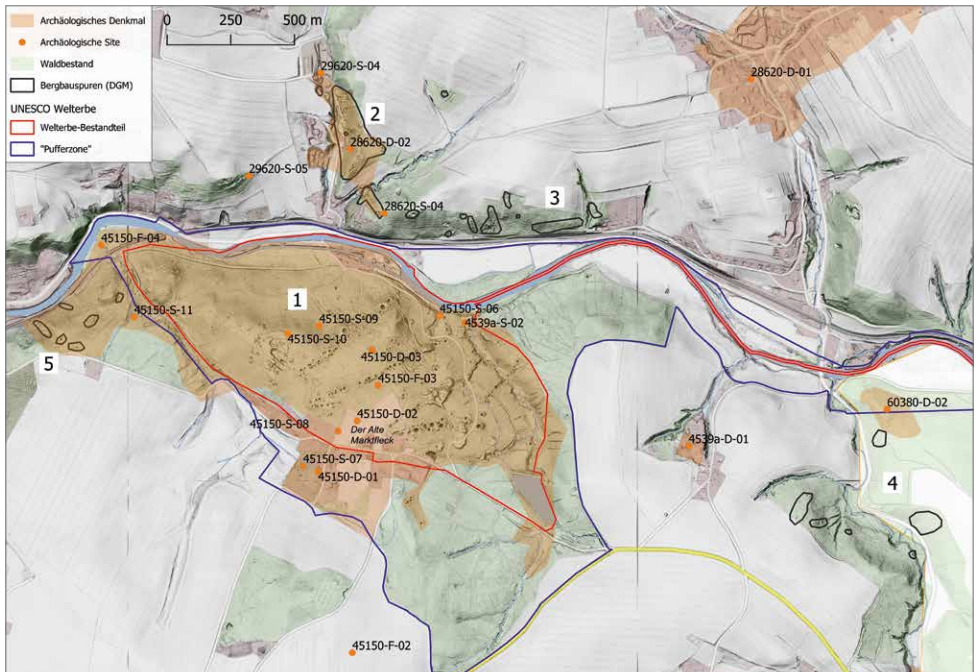 Archäologisches Denkmal
Archäologische Site
Waldbestand
Bergbauspuren (DGM)
UNESCO Welterbe
Welterbe-Bestandteil
"Pufferzone"
0 250 500 m
29620-S-04
28620-D-01
2
28620-D-02
29620-S-05
3
28620-S-04
45150-F-04
1
45150-S-11
45150-S-09
45150-S-06
4539a-S-02
45150-S-10
45150-D-03
5
45150-F-03
60380-D-02
45150-D-02
45150-S-08
Der Alte
Marktfleck
4539a-D-01
45150-S-07
45150-D-01
4
45150-F-02